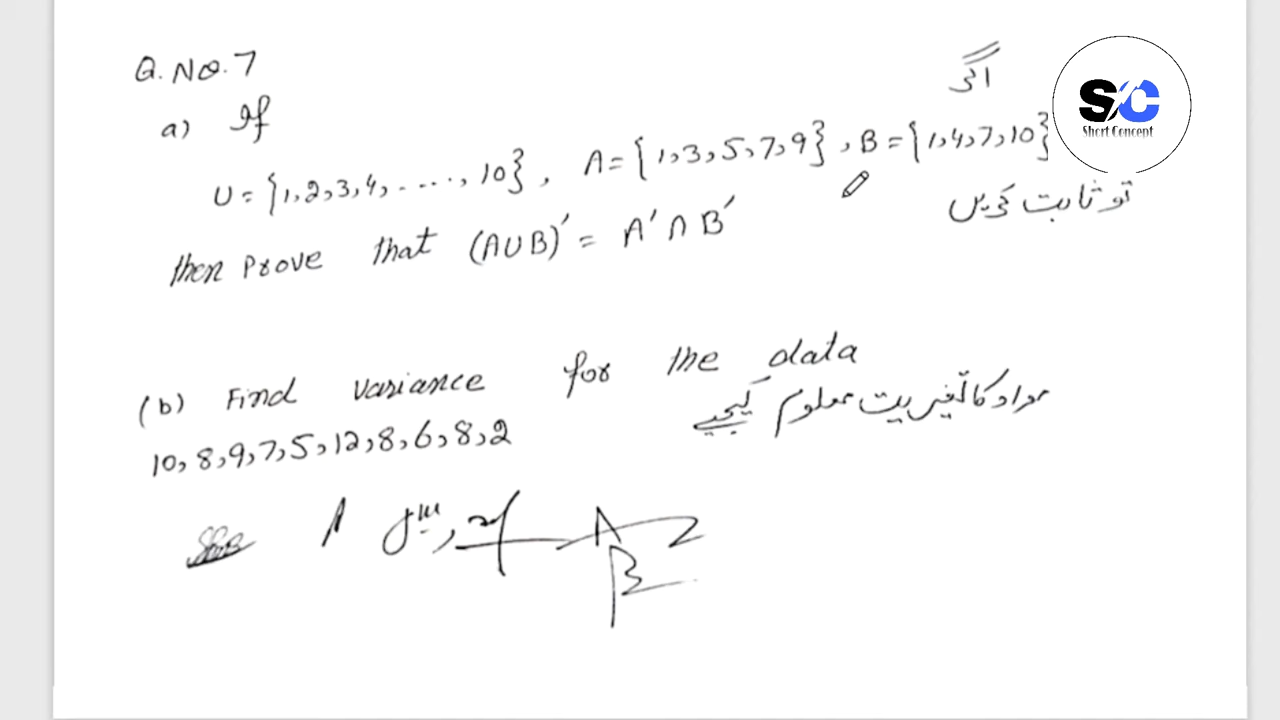 Q.No.7
اگر
a) If
S/C
Short Concept
U = {1,2,3,4, ....., 10}, A = {1,3,5,7,9}, B = {1,4,7,10}
then Prove that (A∪B)′ = A′ ∩ B′
تو ثابت کریں
(b) Find variance for the data
مواد کا تغیریت معلوم کیجیے
10,8,9,7,5,12,8,6,8,2
A
B